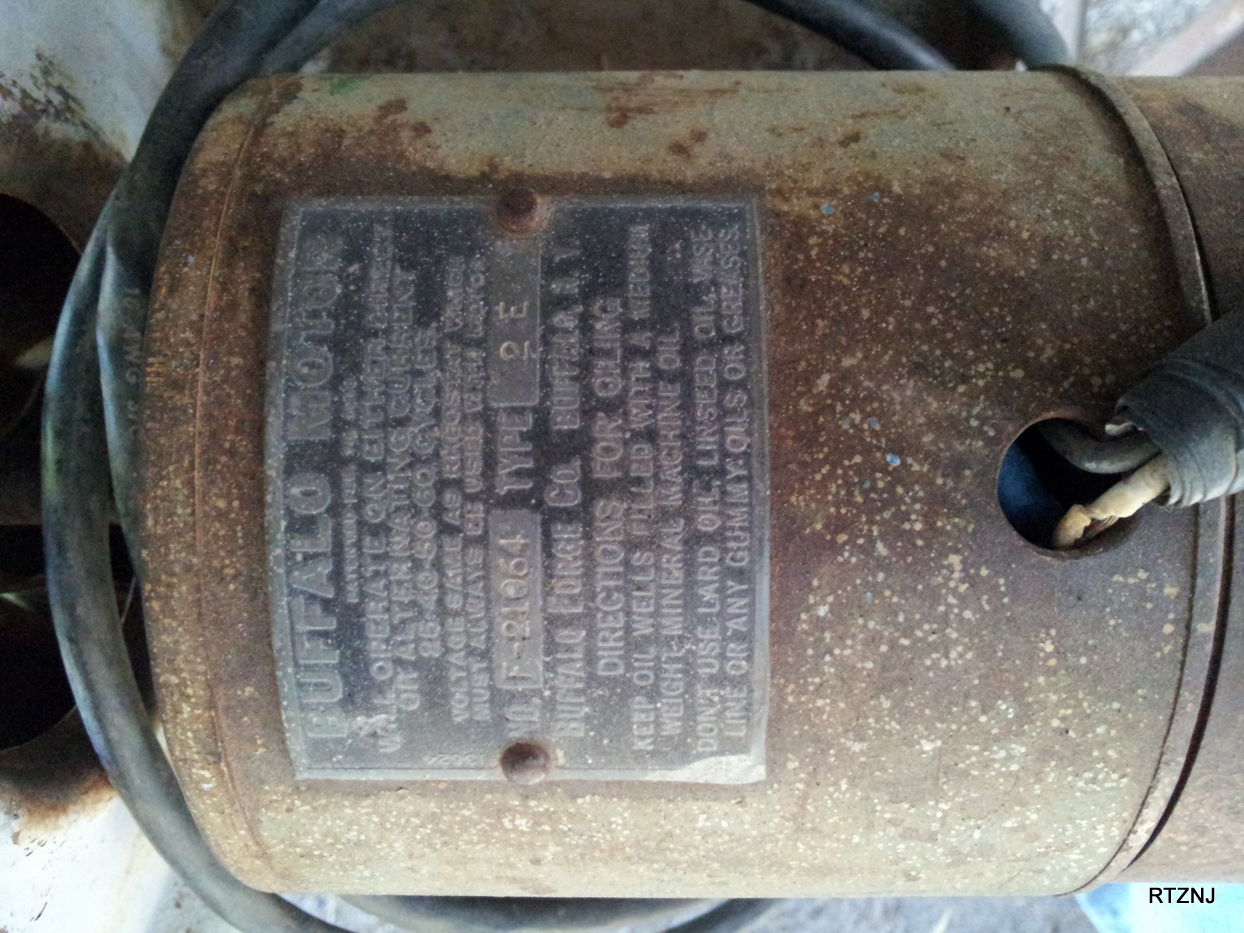 BUFFALO MOTOR
WILL OPERATE ON EITHER DIRECT
OR ALTERNATING CURRENT
25-40-50-60 CYCLES.
VOLTAGE SAME AS RHEOSTAT WHICH
MUST ALWAYS BE USED WITH MOTOR
NO. F-21064 TYPE 2 E
BUFFALO FORGE CO. BUFFALO, N.Y.
DIRECTIONS FOR OILING
KEEP OIL WELLS FILLED WITH A MEDIUM
WEIGHT MINERAL MACHINE OIL
DON'T USE LARD OIL, LINSEED OIL, VASE
LINE OR ANY GUMMY OILS OR GREASES
3624
16 AWG
RTZNJ